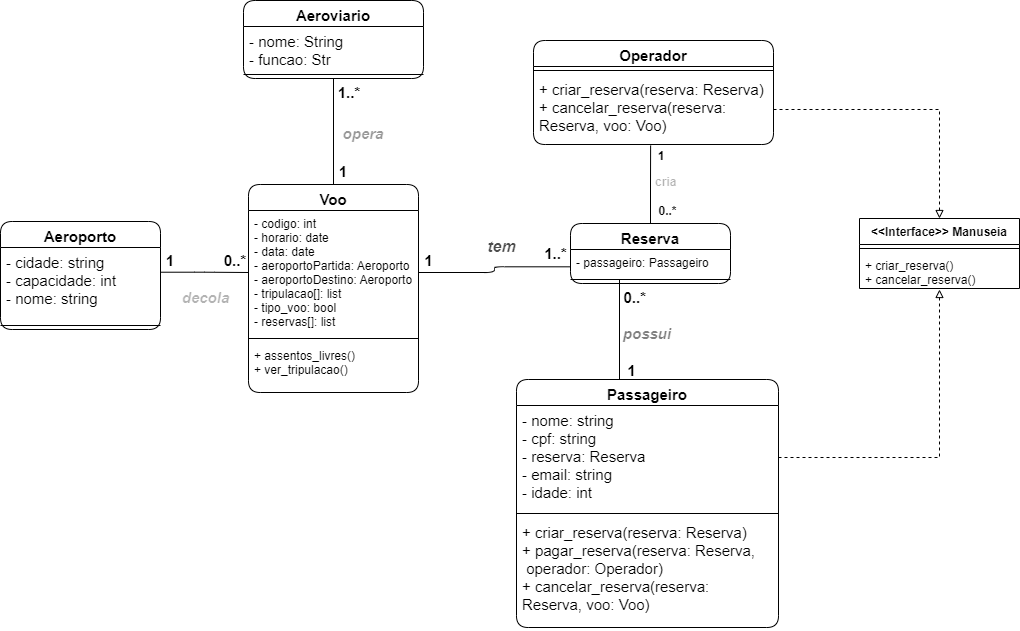 Aeroviario
- nome: String
- funcao: Str
1..*
opera
1
Operador
+ criar_reserva(reserva: Reserva)
+ cancelar_reserva(reserva:
Reserva, voo: Voo)
1
cria
0..*
Aeroporto
- cidade: string
- capacidade: int
- nome: string
1
0..*
decola
Voo
- codigo: int
- horario: date
- data: date
- aeroportoPartida: Aeroporto
- aeroportoDestino: Aeroporto
- tripulacao[]: list
- tipo_voo: bool
- reservas[]: list
+ assentos_livres()
+ ver_tripulacao()
1
tem
1..*
Reserva
- passageiro: Passageiro
<<Interface>> Manuseia
+ criar_reserva()
+ cancelar_reserva()
0..*
possui
1
Passageiro
- nome: string
- cpf: string
- reserva: Reserva
- email: string
- idade: int
+ criar_reserva(reserva: Reserva)
+ pagar_reserva(reserva: Reserva,
operador: Operador)
+ cancelar_reserva(reserva:
Reserva, voo: Voo)